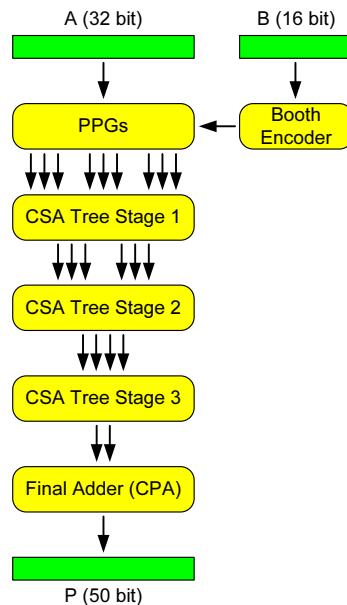 A (32 bit)
B (16 bit)
PPGs
Booth
Encoder
CSA Tree Stage 1
CSA Tree Stage 2
CSA Tree Stage 3
Final Adder (CPA)
P (50 bit)